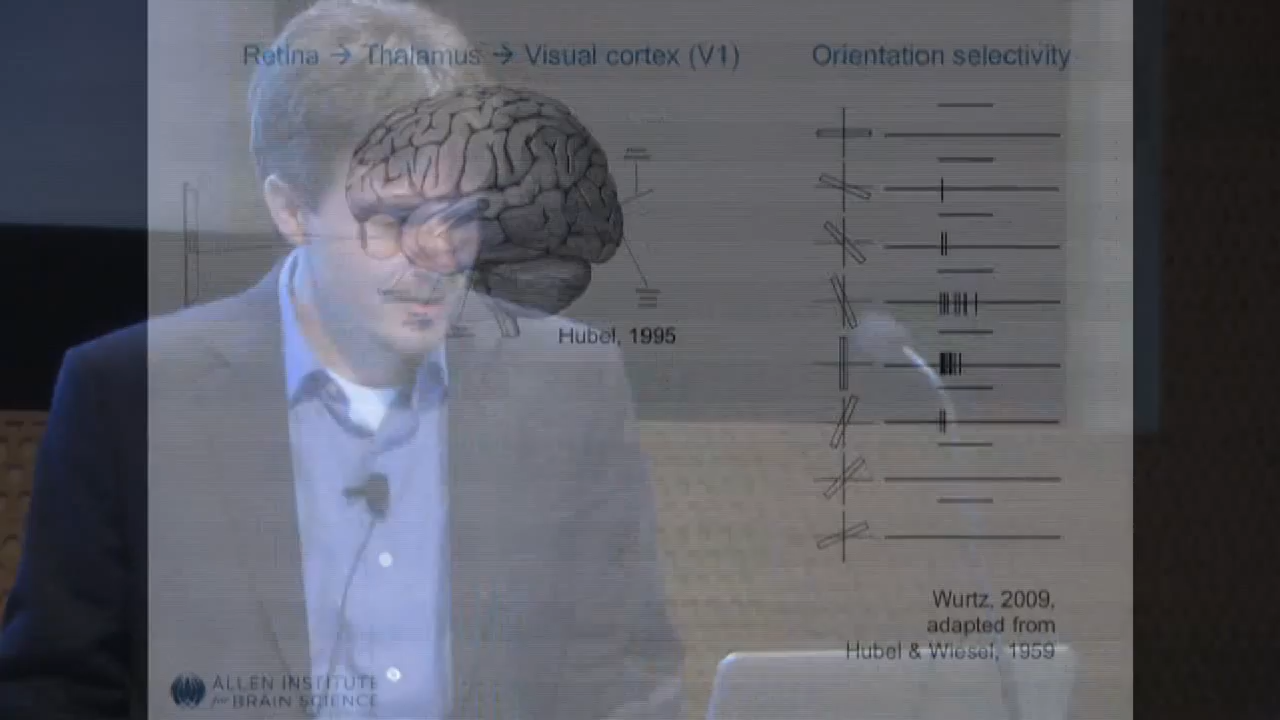 Retina → Thalamus → Visual cortex (V1)
Orientation selectivity
Hubel, 1995
Wurtz, 2009,
adapted from
Hubel & Wiesel, 1959
ALLEN INSTITUTE
for BRAIN SCIENCE